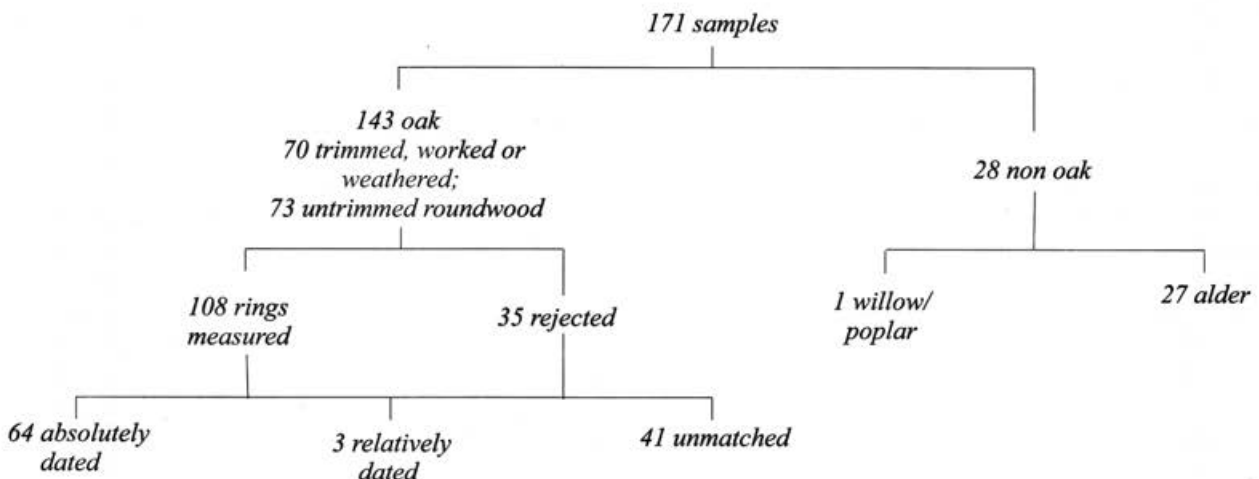 171 samples
143 oak
70 trimmed, worked or
weathered;
73 untrimmed roundwood
28 non oak
108 rings
measured
35 rejected
1 willow/
poplar
27 alder
64 absolutely
dated
3 relatively
dated
41 unmatched